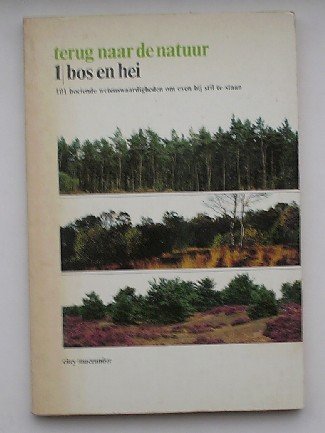 terug naar de natuur
1 | bos en hei
101 boeiende wetenswaardigheden om even bij stil te staan